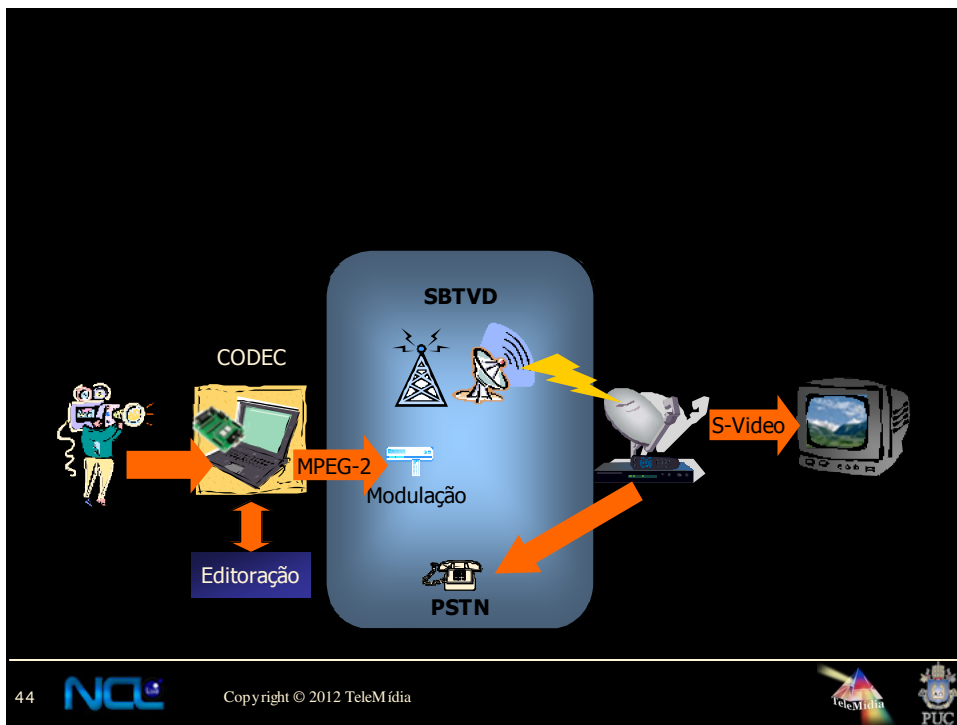 SBTVD
CODEC
S-Video
MPEG-2
Modulação
Editoração
PSTN
44
NCL
Copyright © 2012 TeleMídia
TeleMídia
PUC